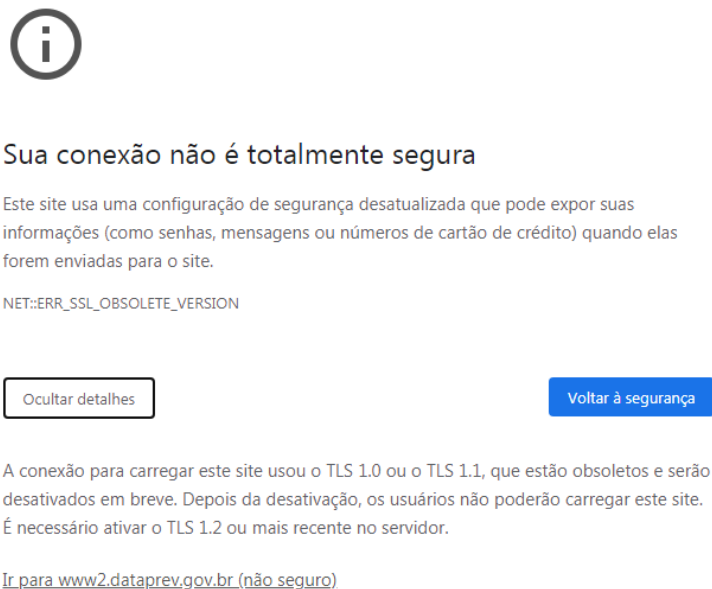 Sua conexão não é totalmente segura
Este site usa uma configuração de segurança desatualizada que pode expor suas
informações (como senhas, mensagens ou números de cartão de crédito) quando elas
forem enviadas para o site.
NET::ERR_SSL_OBSOLETE_VERSION
Ocultar detalhes
Voltar à segurança
A conexão para carregar este site usou o TLS 1.0 ou o TLS 1.1, que estão obsoletos e serão
desativados em breve. Depois da desativação, os usuários não poderão carregar este site.
É necessário ativar o TLS 1.2 ou mais recente no servidor.
Ir para www2.dataprev.gov.br (não seguro)